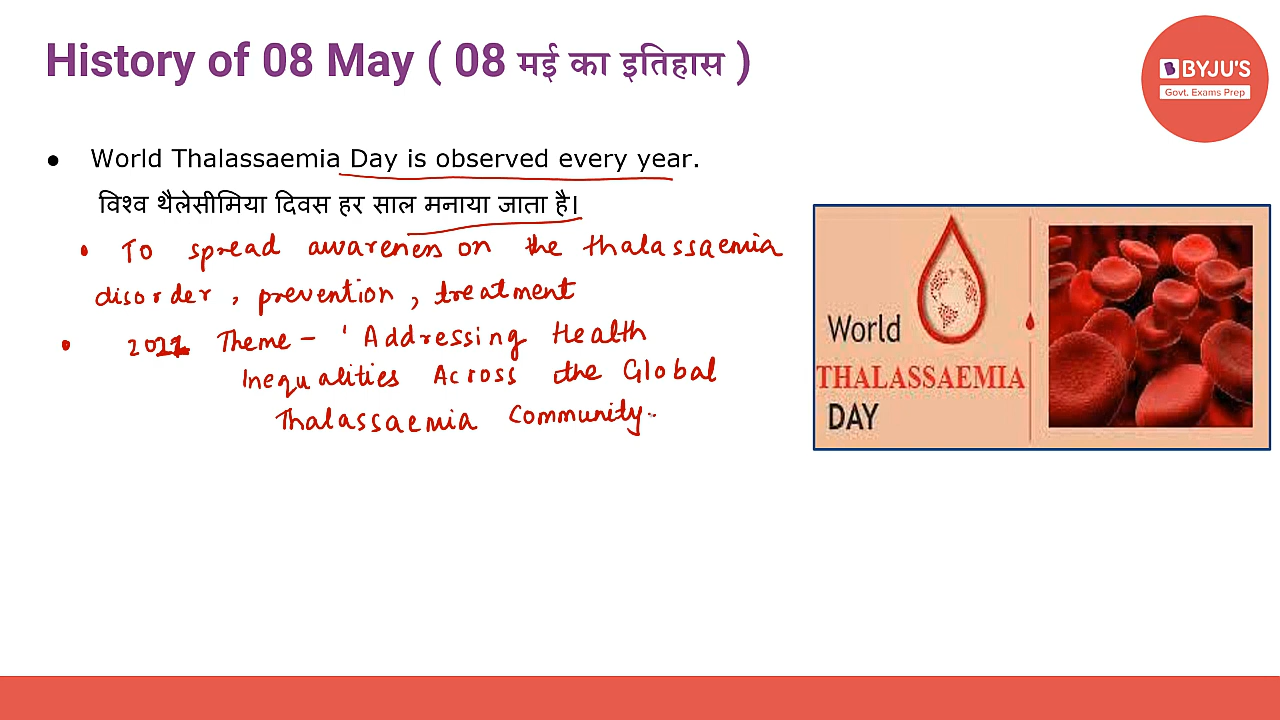 History of 08 May ( 08 मई का इतिहास )
BYJU'S
Govt. Exams Prep
● World Thalassaemia Day is observed every year.
विश्व थैलेसीमिया दिवस हर साल मनाया जाता है।
• To spread awareness on the thalassaemia
disorder, prevention, treatment
• 2021 Theme - 'Addressing Health
Inequalities Across the Global
Thalassaemia Community.
World
THALASSAEMIA
DAY